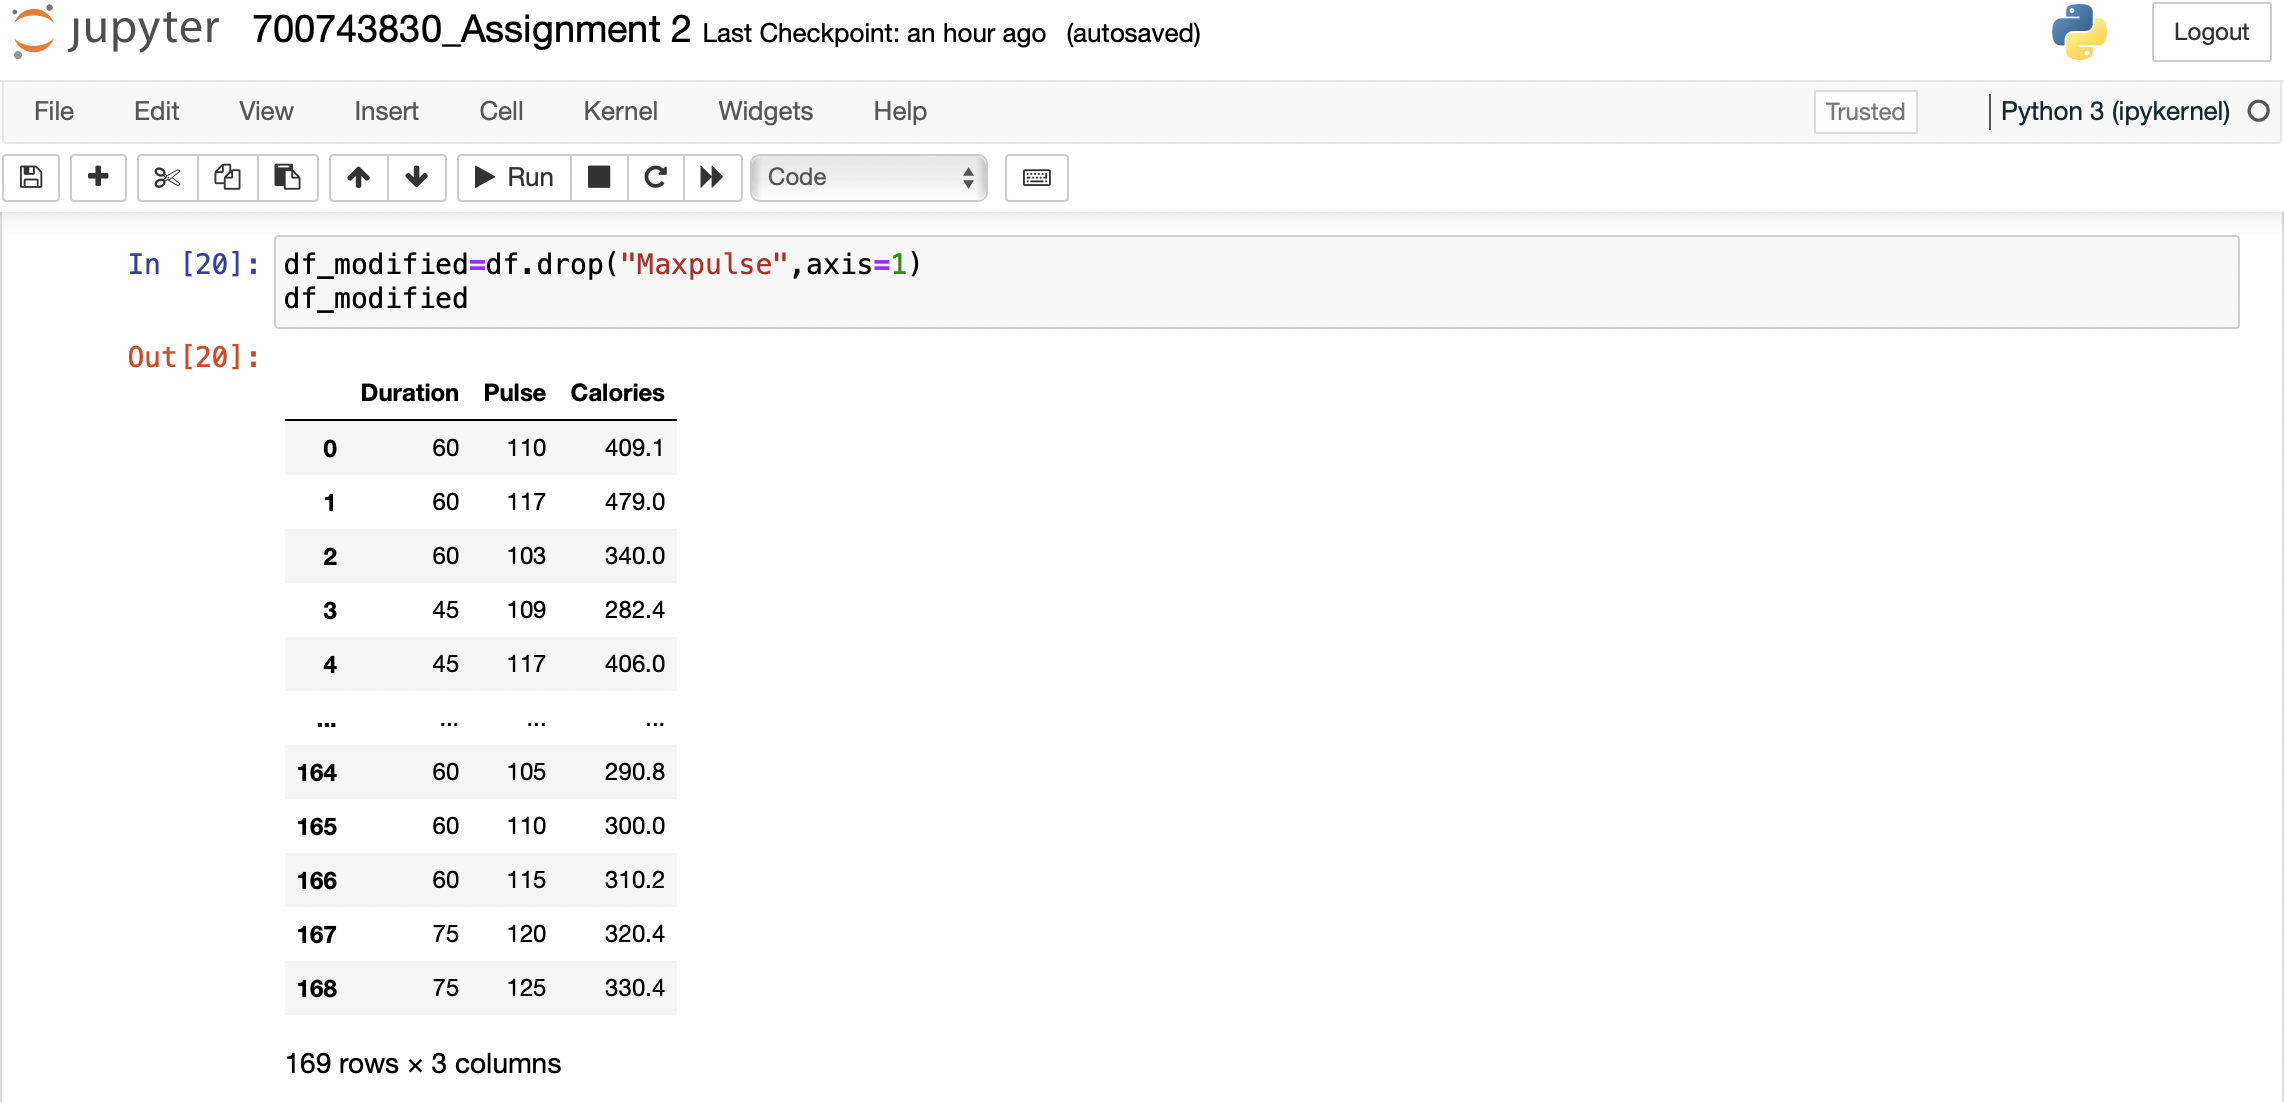 jupyter 700743830_Assignment 2 Last Checkpoint: an hour ago (autosaved) Logout
File Edit View Insert Cell Kernel Widgets Help Trusted Python 3 (ipykernel)
Run Code
In [20]: df_modified=df.drop("Maxpulse",axis=1)
df_modified
Out[20]:
Duration Pulse Calories
0 60 110 409.1
1 60 117 479.0
2 60 103 340.0
3 45 109 282.4
4 45 117 406.0
... ... ... ...
164 60 105 290.8
165 60 110 300.0
166 60 115 310.2
167 75 120 320.4
168 75 125 330.4
169 rows × 3 columns